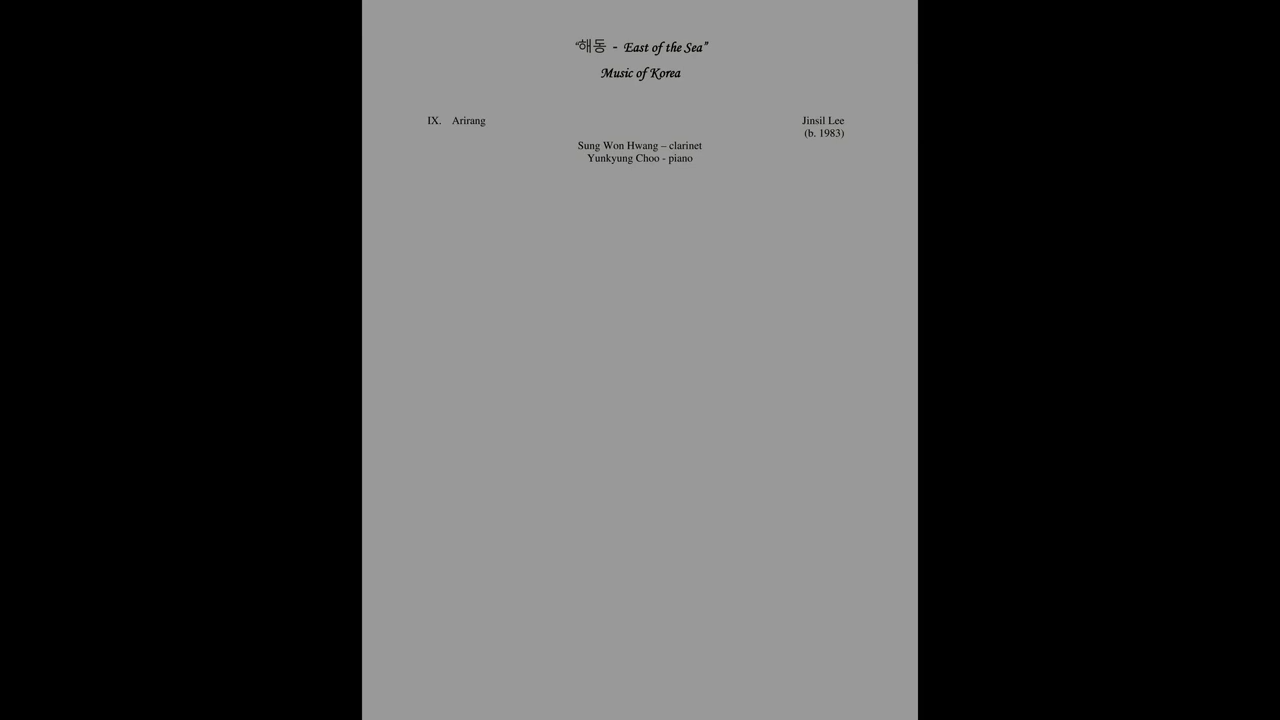 “해동 - East of the Sea”
Music of Korea
IX. Arirang Jinsil Lee
(b. 1983)
Sung Won Hwang – clarinet
Yunkyung Choo - piano